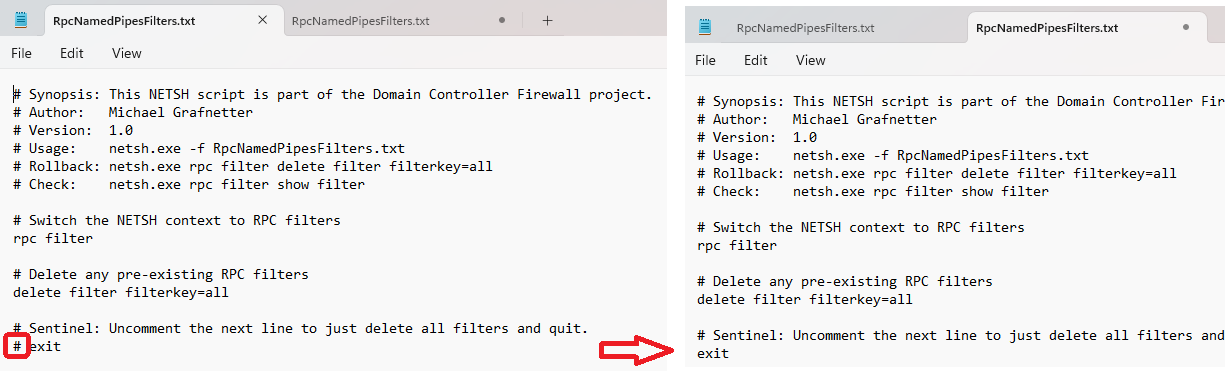 RpcNamedPipesFilters.txt
RpcNamedPipesFilters.txt
File Edit View
# Synopsis: This NETSH script is part of the Domain Controller Firewall project.
# Author:   Michael Grafnetter
# Version:  1.0
# Usage:    netsh.exe -f RpcNamedPipesFilters.txt
# Rollback: netsh.exe rpc filter delete filter filterkey=all
# Check:    netsh.exe rpc filter show filter
# Switch the NETSH context to RPC filters
rpc filter
# Delete any pre-existing RPC filters
delete filter filterkey=all
# Sentinel: Uncomment the next line to just delete all filters and quit.
# exit
RpcNamedPipesFilters.txt
RpcNamedPipesFilters.txt
File Edit View
# Synopsis: This NETSH script is part of the Domain Controller Fir
# Author:   Michael Grafnetter
# Version:  1.0
# Usage:    netsh.exe -f RpcNamedPipesFilters.txt
# Rollback: netsh.exe rpc filter delete filter filterkey=all
# Check:    netsh.exe rpc filter show filter
# Switch the NETSH context to RPC filters
rpc filter
# Delete any pre-existing RPC filters
delete filter filterkey=all
# Sentinel: Uncomment the next line to just delete all filters and
exit